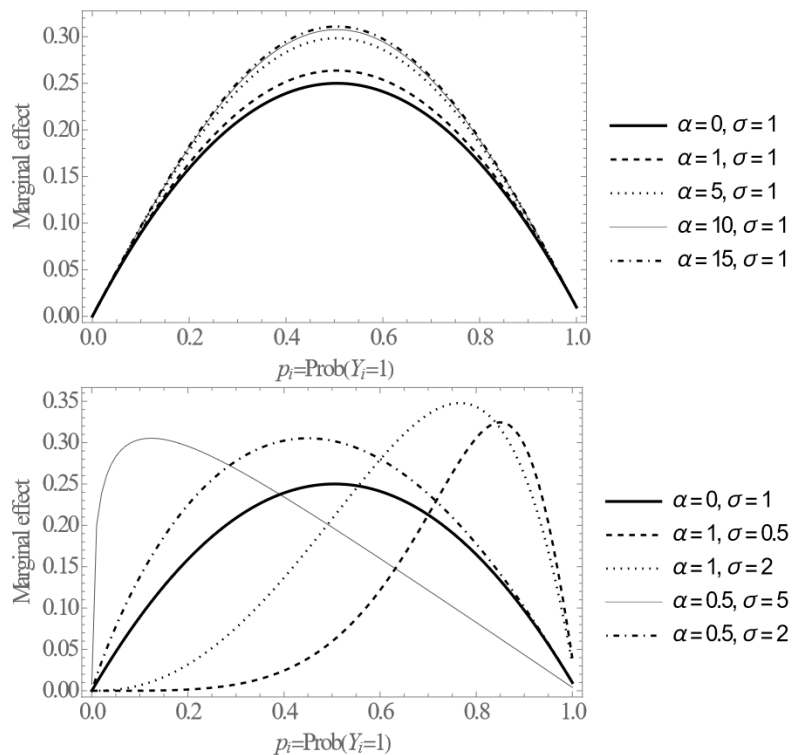 0.30
0.25
0.20
0.15
0.10
0.05
0.00
Marginal effect
0.0 0.2 0.4 0.6 0.8 1.0
p_i=Prob(Y_i=1)
α=0, σ=1
α=1, σ=1
α=5, σ=1
α=10, σ=1
α=15, σ=1
0.35
0.30
0.25
0.20
0.15
0.10
0.05
0.00
Marginal effect
0.0 0.2 0.4 0.6 0.8 1.0
p_i=Prob(Y_i=1)
α=0, σ=1
α=1, σ=0.5
α=1, σ=2
α=0.5, σ=5
α=0.5, σ=2